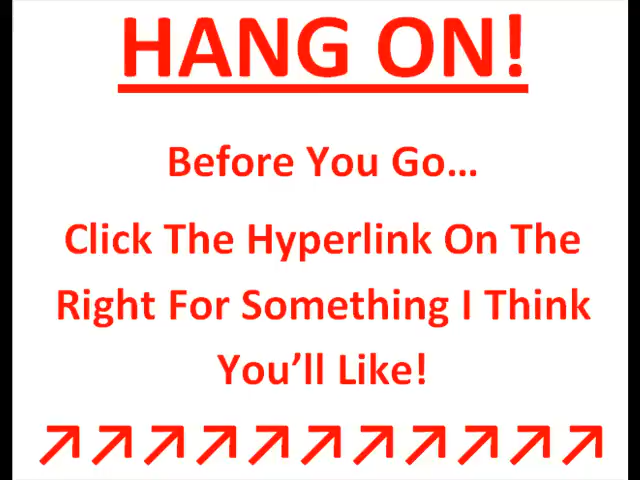 HANG ON!
Before You Go...
Click The Hyperlink On The
Right For Something I Think
You'll Like!